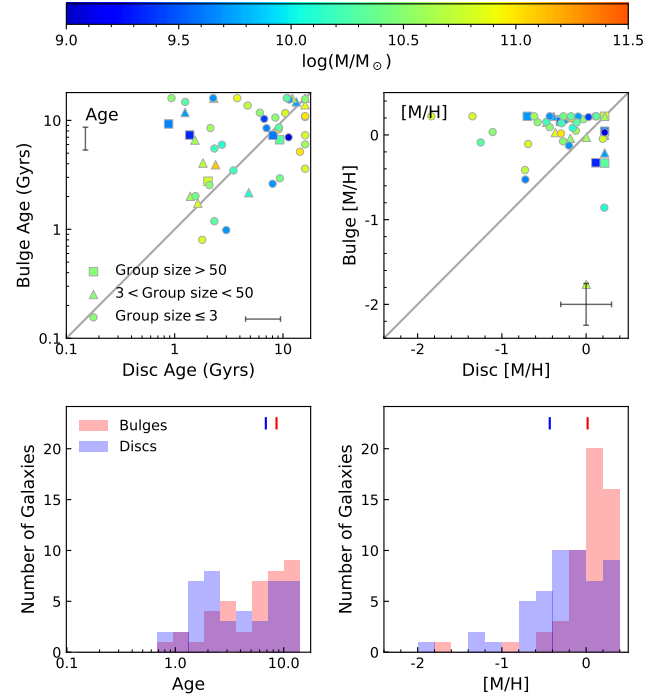 9.0 9.5 10.0 10.5 11.0 11.5
log(M/M☉)
Age
10
1
0.1
Bulge Age (Gyrs)
Group size > 50
3 < Group size < 50
Group size ≤ 3
0.1 1 10
Disc Age (Gyrs)
[M/H]
0
-1
-2
Bulge [M/H]
-2 -1 0
Disc [M/H]
Bulges
Discs
20
15
10
5
0
Number of Galaxies
0.1 1.0 10.0
Age
20
15
10
5
0
Number of Galaxies
-2 -1 0
[M/H]